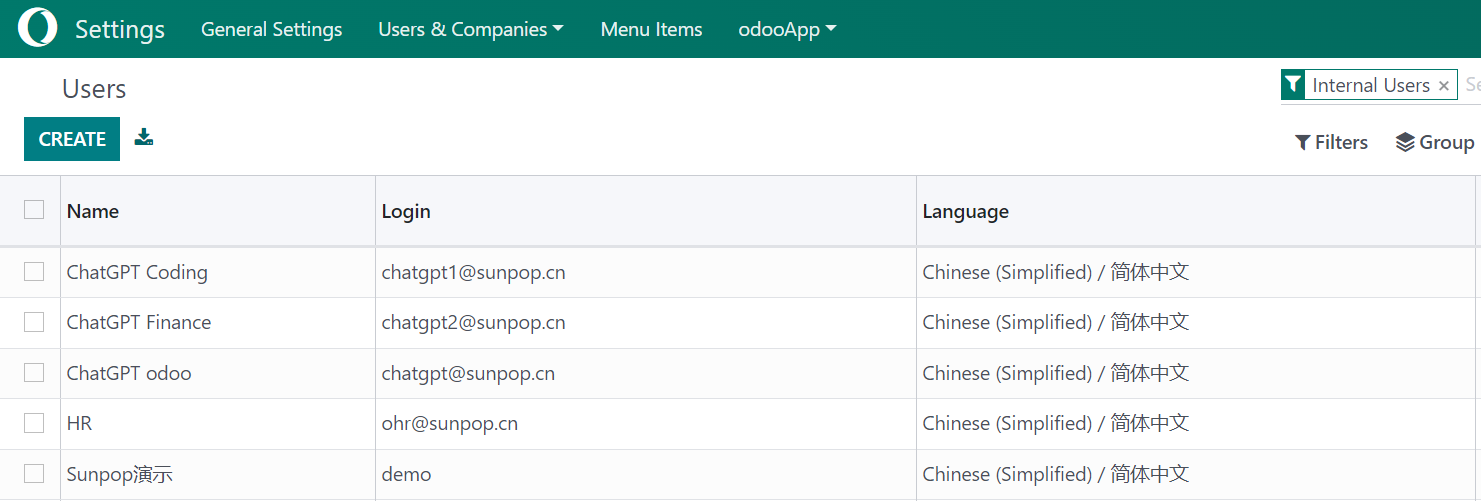 Settings General Settings Users & Companies Menu Items odooApp
Users
Internal Users × Se
CREATE
Filters Group
Name Login Language
ChatGPT Coding chatgpt1@sunpop.cn Chinese (Simplified) / 简体中文
ChatGPT Finance chatgpt2@sunpop.cn Chinese (Simplified) / 简体中文
ChatGPT odoo chatgpt@sunpop.cn Chinese (Simplified) / 简体中文
HR ohr@sunpop.cn Chinese (Simplified) / 简体中文
Sunpop演示 demo Chinese (Simplified) / 简体中文